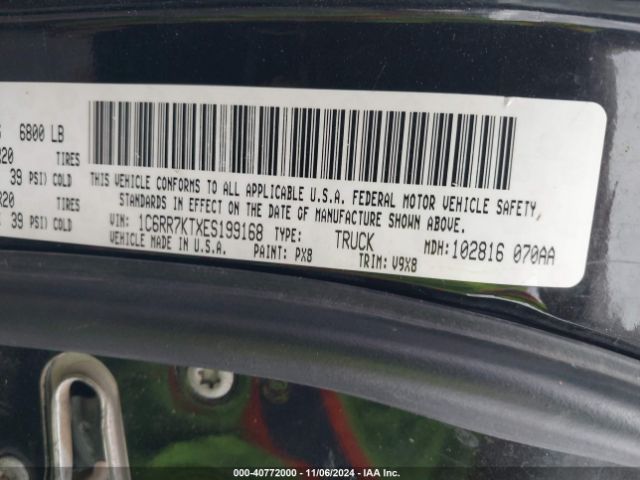 6800 LB
TIRES
39 PSI) COLD
TIRES
39 PSI) COLD
THIS VEHICLE CONFORMS TO ALL APPLICABLE U.S.A. FEDERAL MOTOR VEHICLE SAFETY
STANDARDS IN EFFECT ON THE DATE OF MANUFACTURE SHOWN ABOVE.
VIN: 1C6RR7KTXES199168 TYPE: TRUCK MDH: 102816 070AA
VEHICLE MADE IN U.S.A. PAINT: PX8 TRIM: V9X8
000-40772000 - 11/06/2024 - IAA Inc.